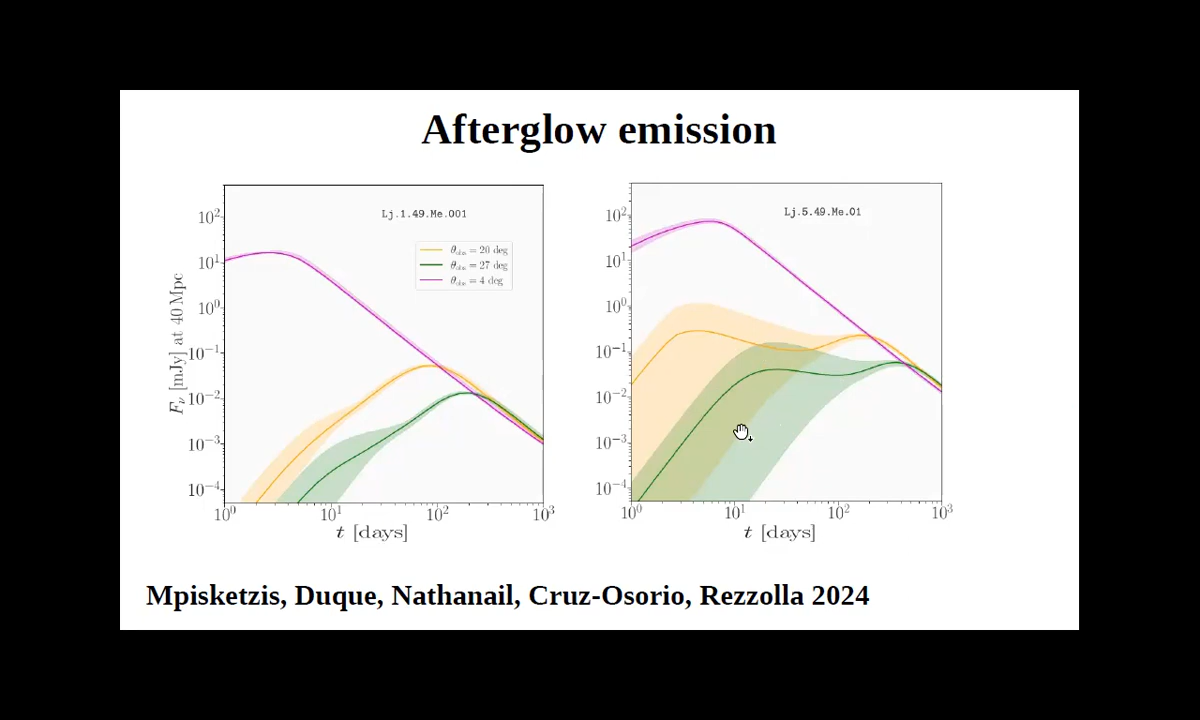 Afterglow emission
Lj.1.49.Me.001
θobs = 20 deg
θobs = 27 deg
θobs = 4 deg
Fν [mJy] at 40 Mpc
10² 10¹ 10⁰ 10⁻¹ 10⁻² 10⁻³ 10⁻⁴
10⁰ 10¹ 10² 10³
t [days]
Lj.5.49.Me.01
10² 10¹ 10⁰ 10⁻¹ 10⁻² 10⁻³ 10⁻⁴
10⁰ 10¹ 10² 10³
t [days]
Mpisketzis, Duque, Nathanail, Cruz-Osorio, Rezzolla 2024